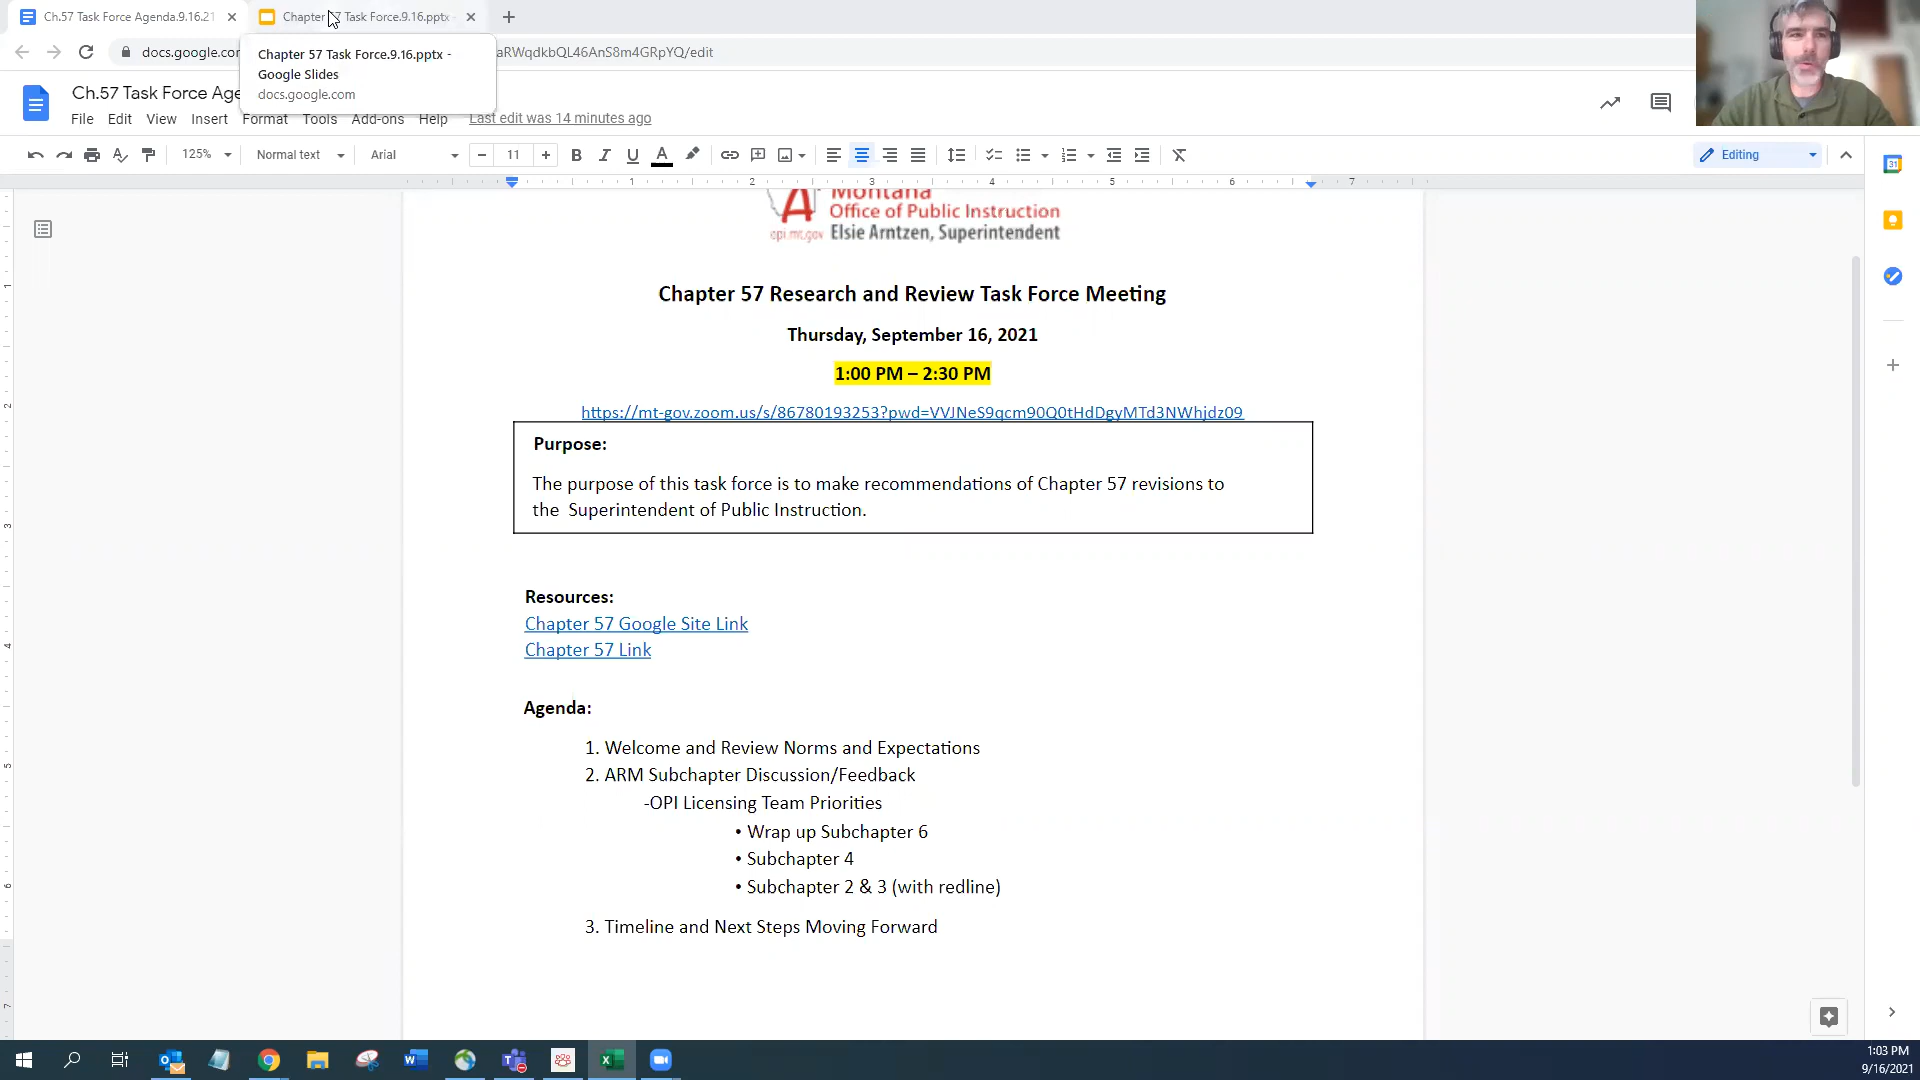 Ch.57 Task Force Agenda.9.16.21
Chapter 57 Task Force.9.16.pptx -
docs.google.com
aRWqdkbQL46AnS8m4GRpYQ/edit
Chapter 57 Task Force.9.16.pptx -
Google Slides
docs.google.com
Ch.57 Task Force Age
File Edit View Insert Format Tools Add-ons Help Last edit was 14 minutes ago
125% Normal text Arial 11 B I U A Editing
1 2 3 4 5 6 7
31
Montana
Office of Public Instruction
opi.mt.gov Elsie Arntzen, Superintendent
Chapter 57 Research and Review Task Force Meeting
Thursday, September 16, 2021
1:00 PM – 2:30 PM
https://mt-gov.zoom.us/s/86780193253?pwd=VVJNeS9qcm90Q0tHdDgyMTd3NWhjdz09
Purpose:
The purpose of this task force is to make recommendations of Chapter 57 revisions to
the  Superintendent of Public Instruction.
Resources:
Chapter 57 Google Site Link
Chapter 57 Link
Agenda:
1. Welcome and Review Norms and Expectations
2. ARM Subchapter Discussion/Feedback
-OPI Licensing Team Priorities
• Wrap up Subchapter 6
• Subchapter 4
• Subchapter 2 & 3 (with redline)
3. Timeline and Next Steps Moving Forward
1:03 PM
9/16/2021